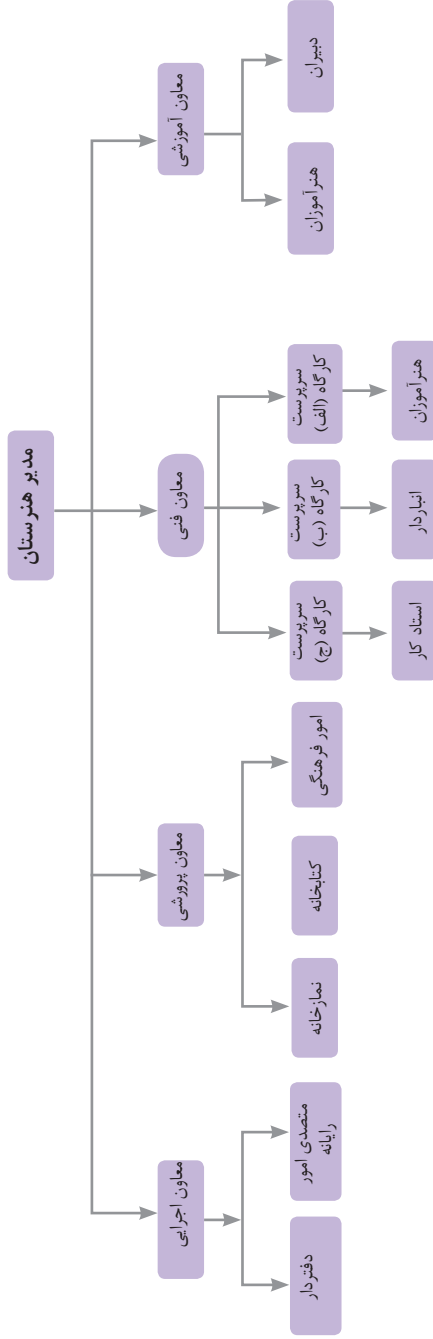 مدیر هنرستان
معاون آموزشی
معاون فنی
معاون پرورشی
معاون اجرایی
دبیران
هنرآموزان
سرپرست
کارگاه (الف)
سرپرست
کارگاه (ب)
سرپرست
کارگاه (ج)
امور فرهنگی
کتابخانه
نمازخانه
متصدی امور
رایانه
دفتردار
هنرآموزان
انباردار
استاد کار